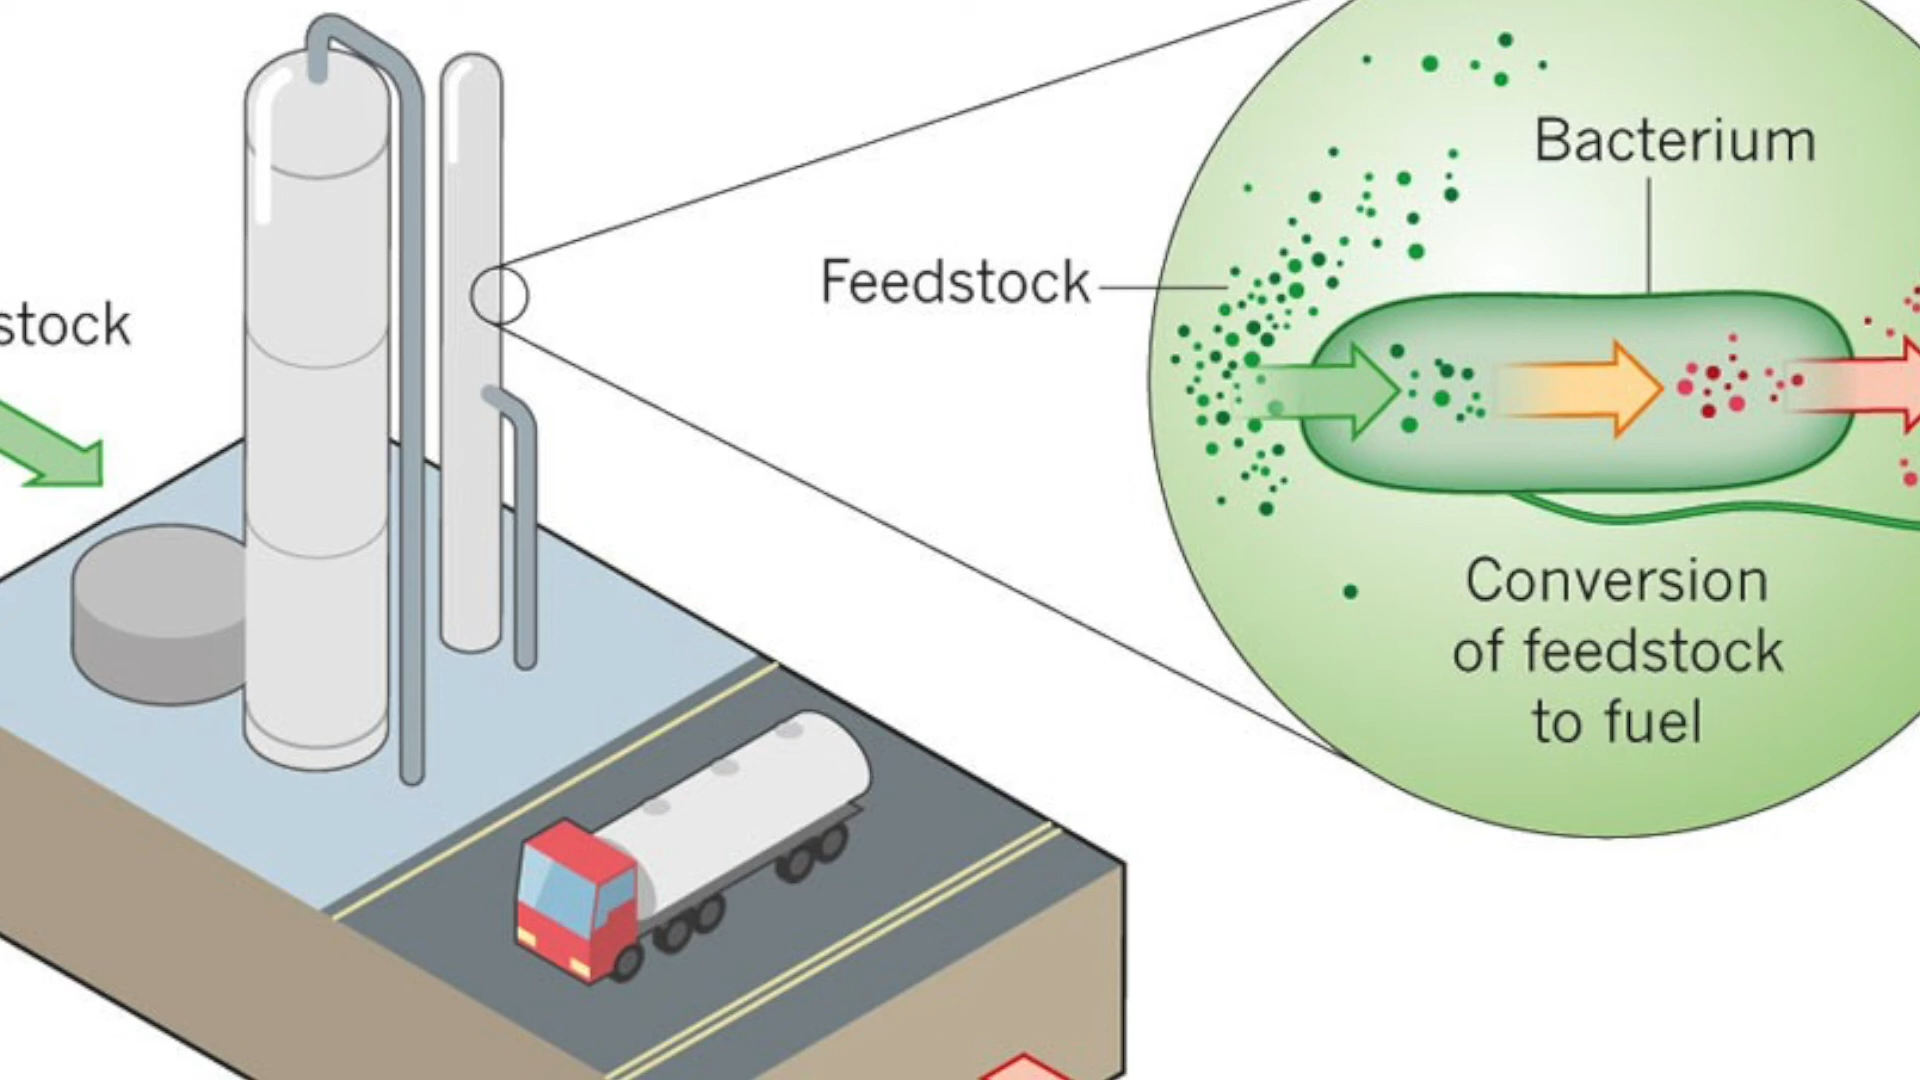 stock
Feedstock
Bacterium
Conversion
of feedstock
to fuel